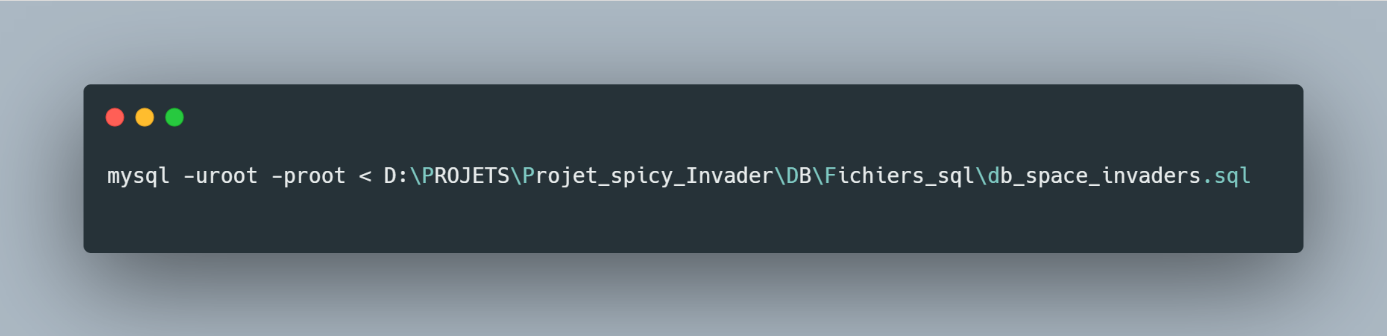 mysql -uroot -proot < D:\PROJETS\Projet_spicy_Invader\DB\Fichiers_sql\db_space_invaders.sql